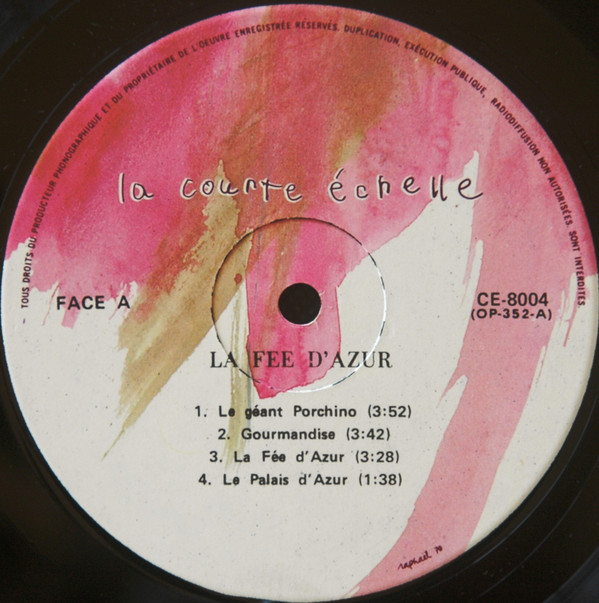 TOUS DROITS DU PRODUCTEUR PHONOGRAPHIQUE ET DU PROPRIÉTAIRE DE L'OEUVRE ENREGISTRÉE RÉSERVÉS. DUPLICATION, EXÉCUTION PUBLIQUE, RADIODIFFUSION NON AUTORISÉES SONT INTERDITES
la courte échelle
FACE A
CE-8004
(OP-352-A)
LA FEE D'AZUR
1. Le géant Porchino (3:52)
2. Gourmandise (3:42)
3. La Fée d'Azur (3:28)
4. Le Palais d'Azur (1:38)
raphaël